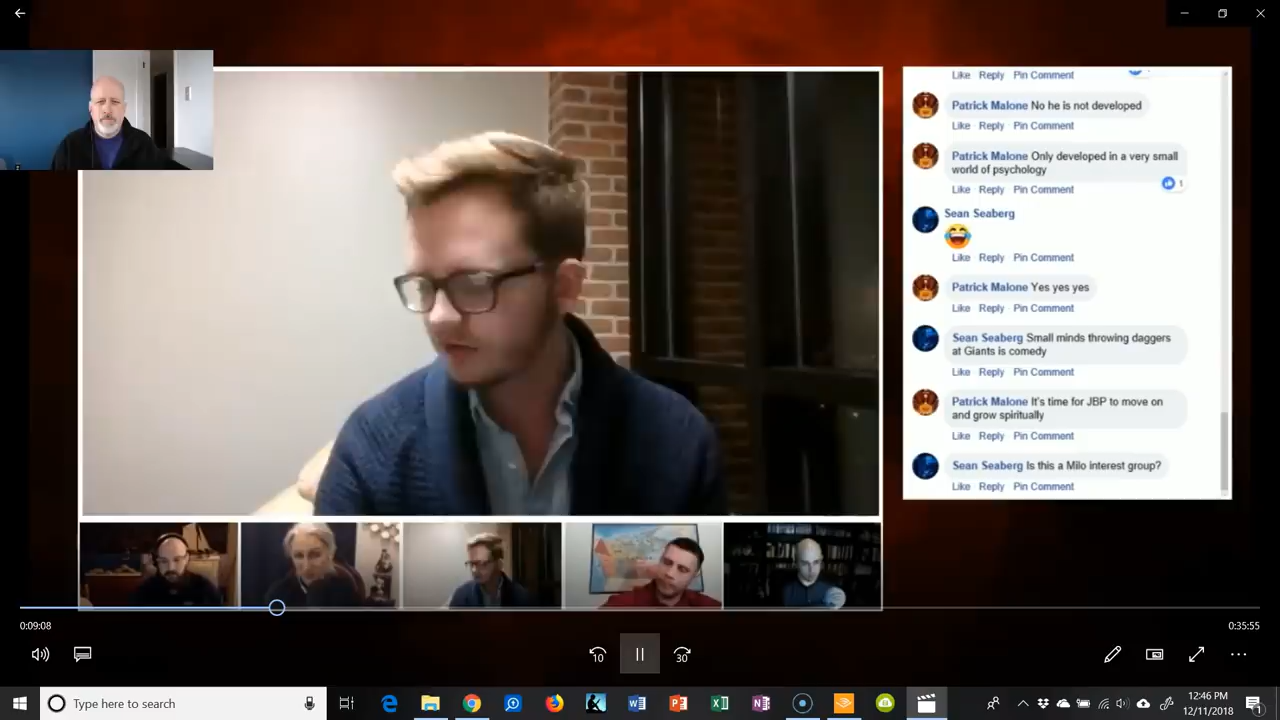 Like Reply Pin Comment
Patrick Malone No he is not developed
Like Reply Pin Comment
Patrick Malone Only developed in a very small
world of psychology
1
Like Reply Pin Comment
Sean Seaberg
Like Reply Pin Comment
Patrick Malone Yes yes yes
Like Reply Pin Comment
Sean Seaberg Small minds throwing daggers
at Giants is comedy
Like Reply Pin Comment
Patrick Malone It's time for JBP to move on
and grow spiritually
Like Reply Pin Comment
Sean Seaberg Is this a Milo interest group?
Like Reply Pin Comment
0:09:08
0:35:55
10
30
Type here to search
12:46 PM
12/11/2018